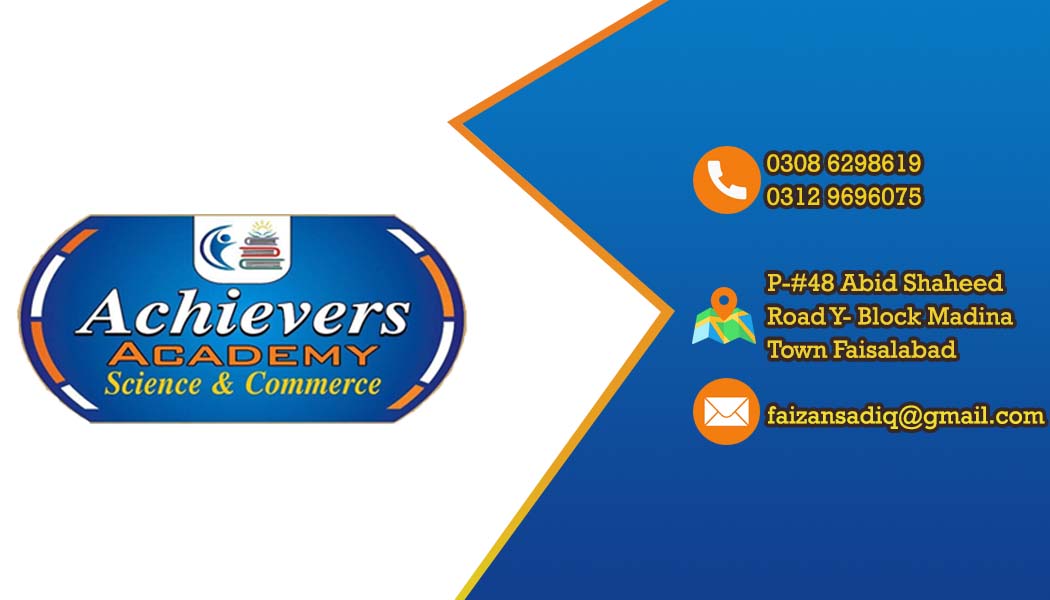 Achievers
ACADEMY
Science & Commerce
0308 6298619
0312 9696075
P-#48 Abid Shaheed
Road Y- Block Madina
Town Faisalabad
faizansadiq@gmail.com